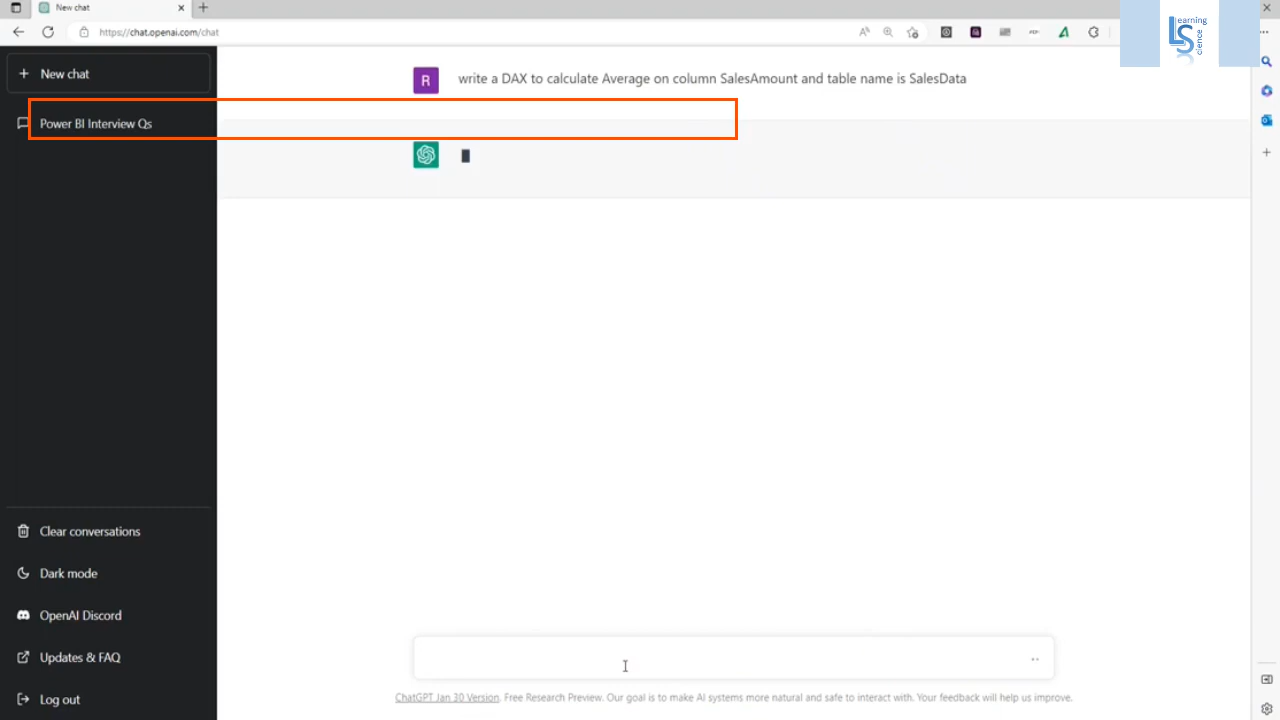 New chat
https://chat.openai.com/chat
Learning
Science
New chat
write a DAX to calculate Average on column SalesAmount and table name is SalesData
R
Power BI Interview Qs
Clear conversations
Dark mode
OpenAI Discord
Updates & FAQ
Log out
ChatGPT Jan 30 Version. Free Research Preview. Our goal is to make AI systems more natural and safe to interact with. Your feedback will help us improve.